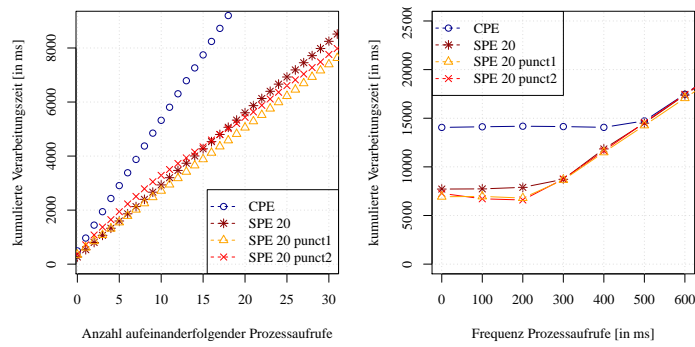 kumulierte Verarbeitungszeit [in ms]
0 2000 4000 6000 8000
0 5 10 15 20 25 30
Anzahl aufeinanderfolgender Prozessaufrufe
CPE
SPE 20
SPE 20 punct1
SPE 20 punct2
kumulierte Verarbeitungszeit [in ms]
0 5000 10000 15000 20000 25000
0 100 200 300 400 500 600
Frequenz Prozessaufrufe [in ms]
CPE
SPE 20
SPE 20 punct1
SPE 20 punct2